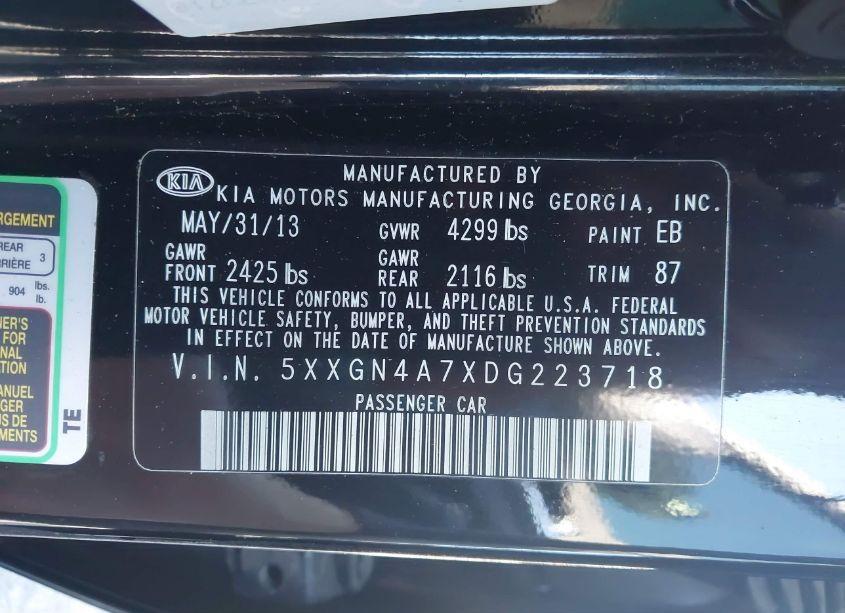 KIA
MANUFACTURED BY
KIA MOTORS MANUFACTURING GEORGIA, INC.
MAY/31/13 GVWR 4299 lbs PAINT EB
GAWR FRONT 2425 lbs GAWR REAR 2116 lbs TRIM 87
THIS VEHICLE CONFORMS TO ALL APPLICABLE U.S.A. FEDERAL
MOTOR VEHICLE SAFETY, BUMPER, AND THEFT PREVENTION STANDARDS
IN EFFECT ON THE DATE OF MANUFACTURE SHOWN ABOVE.
V.I.N. 5XXGN4A7XDG223718
PASSENGER CAR
REAR 3
904 lbs.
lb.
FOR
MANUEL
DE
TE